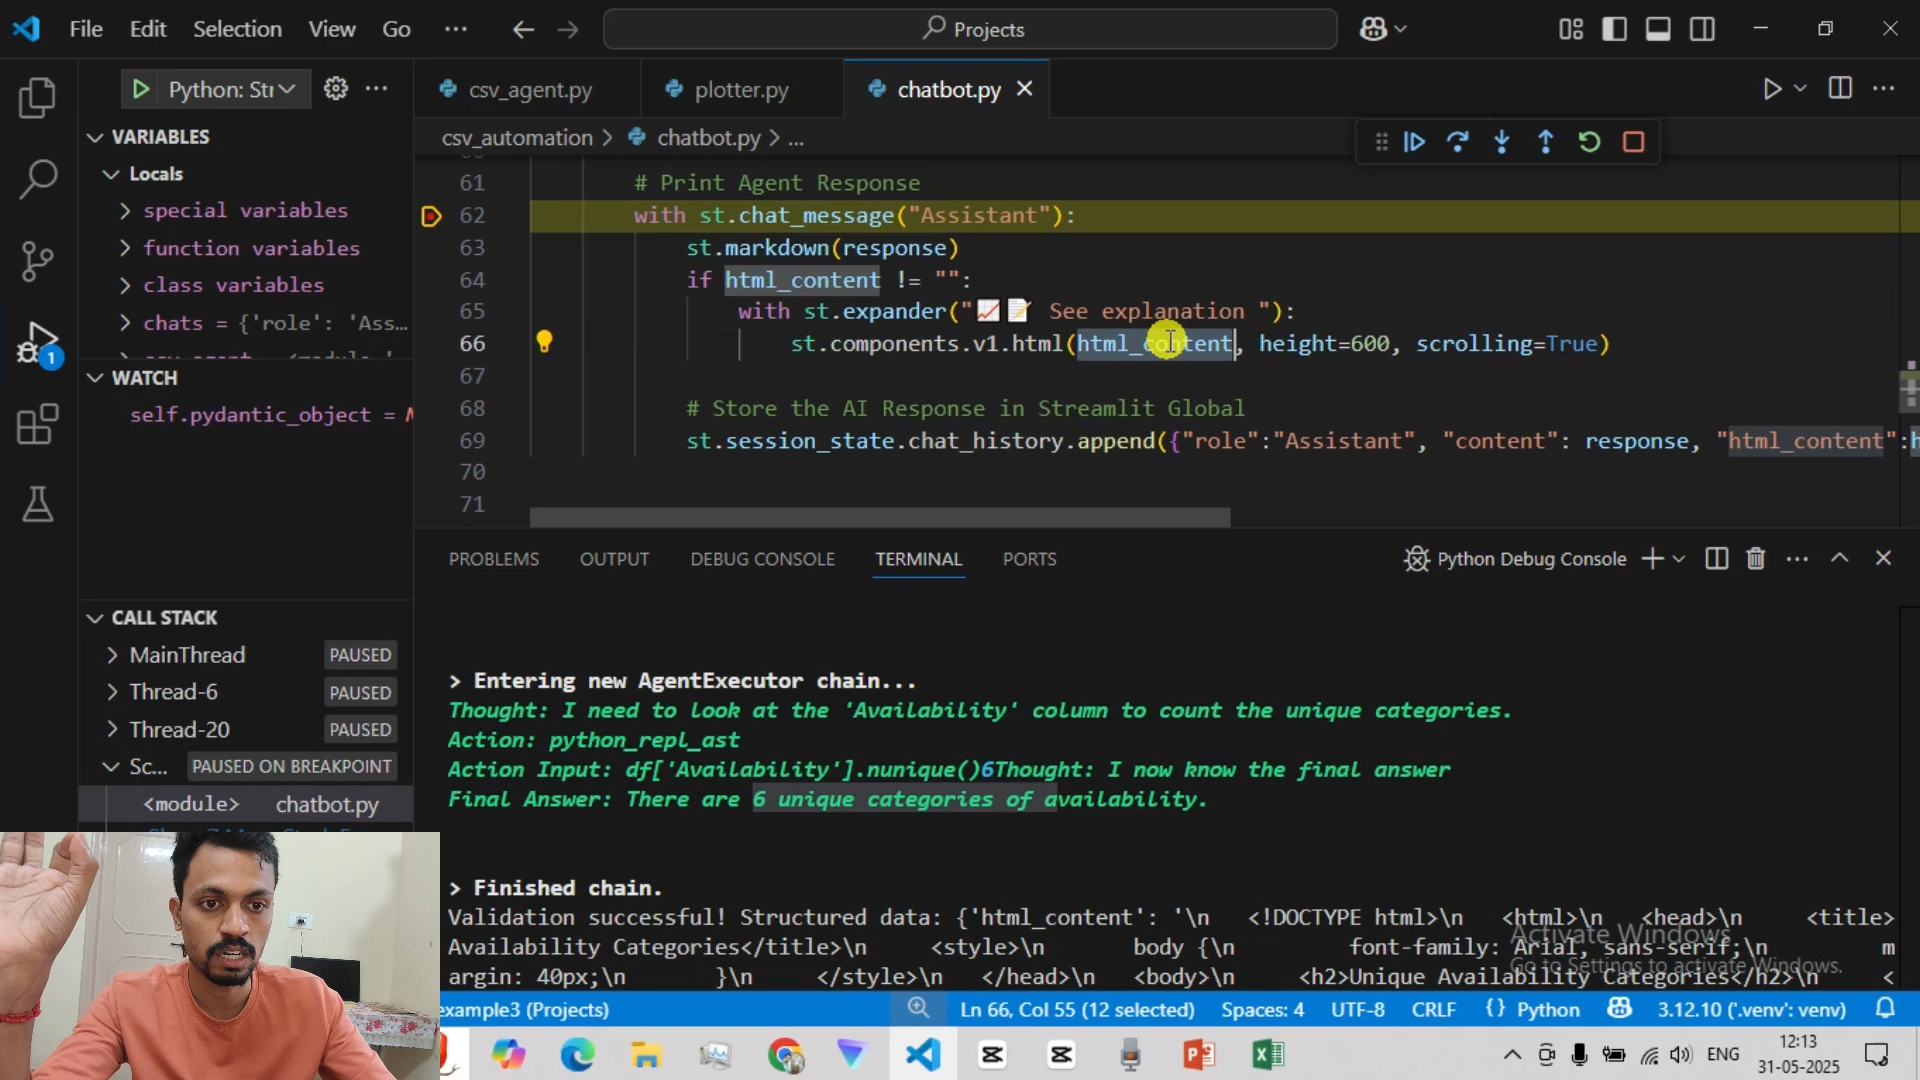 File Edit Selection View Go ··· Projects
Python: Str
csv_agent.py plotter.py chatbot.py
csv_automation > chatbot.py > ...
VARIABLES
Locals
special variables
function variables
class variables
chats = {'role': 'Ass...
WATCH
self.pydantic_object =
CALL STACK
MainThread PAUSED
Thread-6 PAUSED
Thread-20 PAUSED
Sc... PAUSED ON BREAKPOINT
<module> chatbot.py
61 # Print Agent Response
62 with st.chat_message("Assistant"):
63 st.markdown(response)
64 if html_content != "":
65 with st.expander("📈📝 See explanation "):
66 st.components.v1.html(html_content, height=600, scrolling=True)
67
68 # Store the AI Response in Streamlit Global
69 st.session_state.chat_history.append({"role":"Assistant", "content": response, "html_content":h
70
71
PROBLEMS OUTPUT DEBUG CONSOLE TERMINAL PORTS Python Debug Console
> Entering new AgentExecutor chain...
Thought: I need to look at the 'Availability' column to count the unique categories.
Action: python_repl_ast
Action Input: df['Availability'].nunique()6Thought: I now know the final answer
Final Answer: There are 6 unique categories of availability.
> Finished chain.
Validation successful! Structured data: {'html_content': '\n <!DOCTYPE html>\n <html>\n <head>\n <title>
Availability Categories</title>\n <style>\n body {\n font-family: Arial, sans-serif;\n m
argin: 40px;\n }\n </style>\n </head>\n <body>\n <h2>Unique Availability Categories</h2>\n <
Activate Windows
Go to Settings to activate Windows.
example3 (Projects) Ln 66, Col 55 (12 selected) Spaces: 4 UTF-8 CRLF {} Python 3.12.10 ('.venv': venv)
1
ENG
12:13
31-05-2025